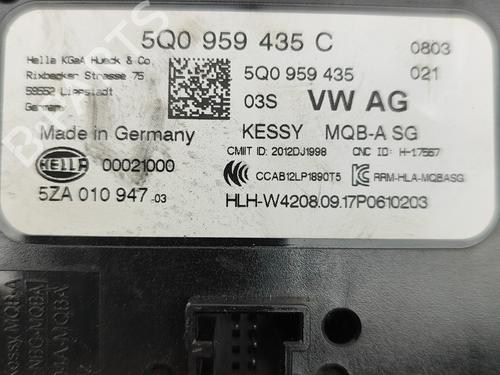 5Q0 959 435 C
0803
Hella KGaA Hueck & Co.
Rixbecker Strasse 75
59552 Lippstadt
Germany
5Q0 959 435
021
03S VW AG
Made in Germany
KESSY MQB-A SG
CMIIT ID: 2012DJ1998
CNC ID: H-17567
HELLA
00021000
CCAB12LP1890T5
RRM-HLA-MQBASG
5ZA 010 947 -03
HLH-W4208.09.17P0610203
Kessy MQB-A